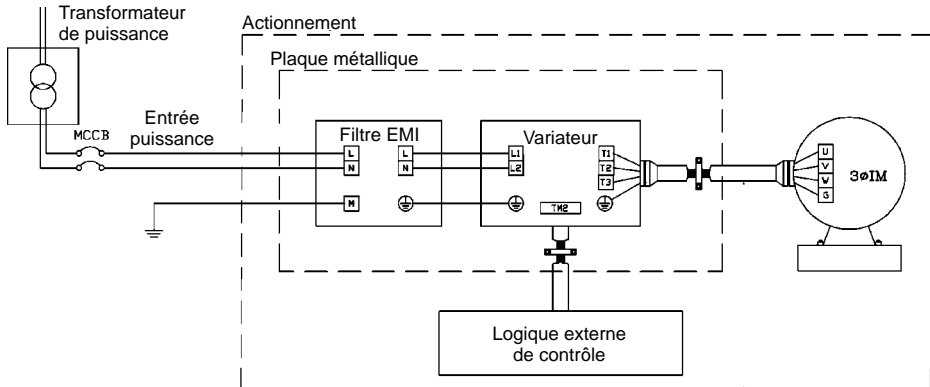 Transformateur
de puissance
Actionnement
Plaque métallique
Entrée
puissance
MCCB
Filtre EMI
Variateur
L
L
L1
T1
N
N
L2
T2
T3
M
TM2
U
V
W
G
3øIM
Logique externe
de contrôle